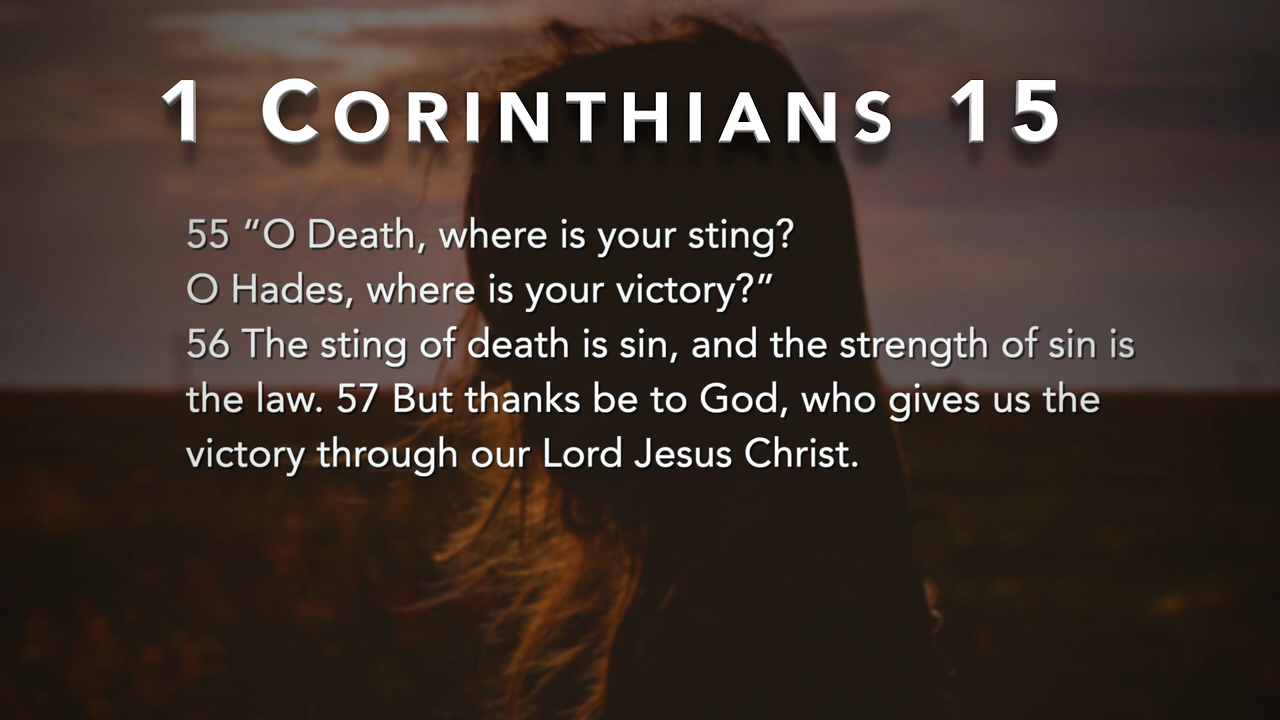 1 Corinthians 15
55 “O Death, where is your sting?
O Hades, where is your victory?”
56 The sting of death is sin, and the strength of sin is
the law. 57 But thanks be to God, who gives us the
victory through our Lord Jesus Christ.